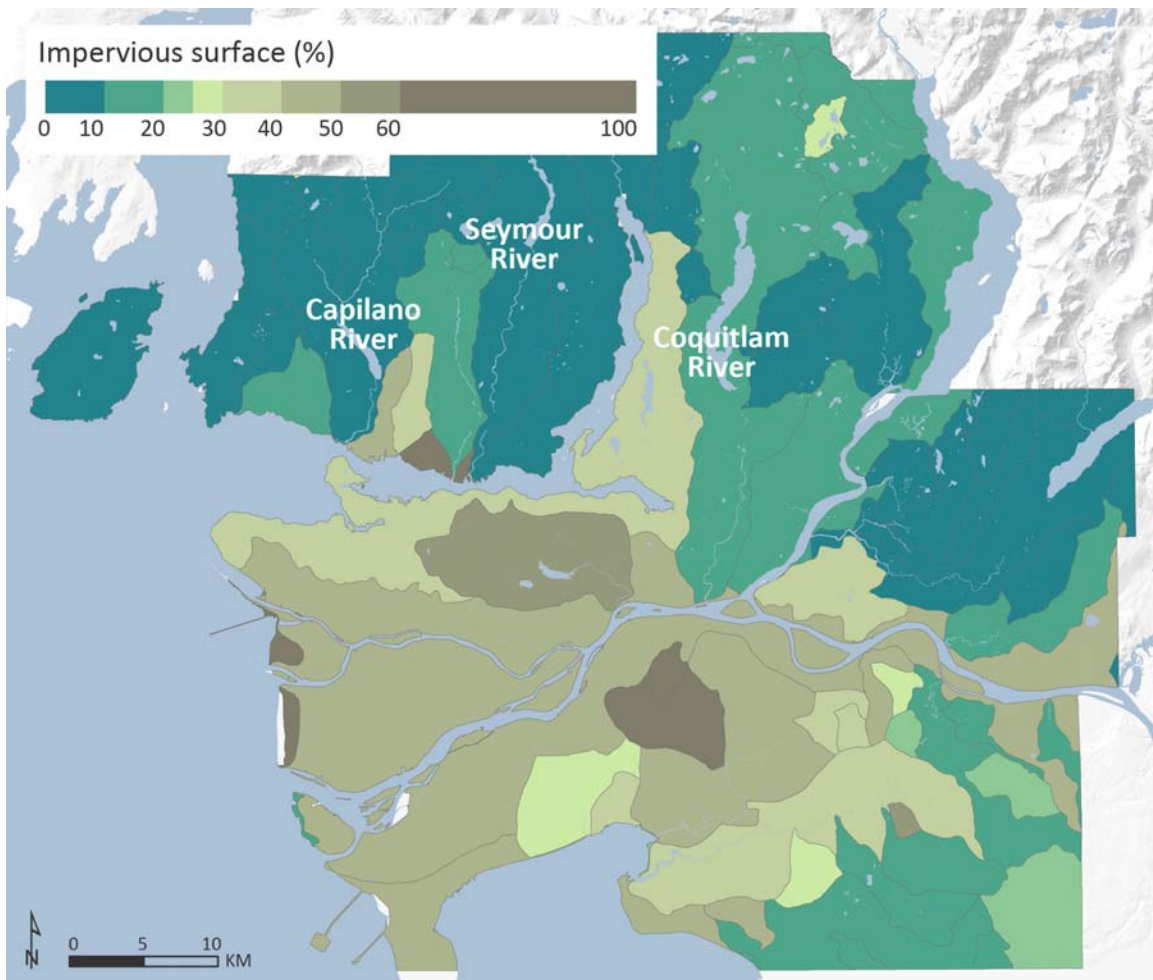 Impervious surface (%)
0 10 20 30 40 50 60 100
Seymour
River
Capilano
River
Coquitlam
River
N
0 5 10
KM